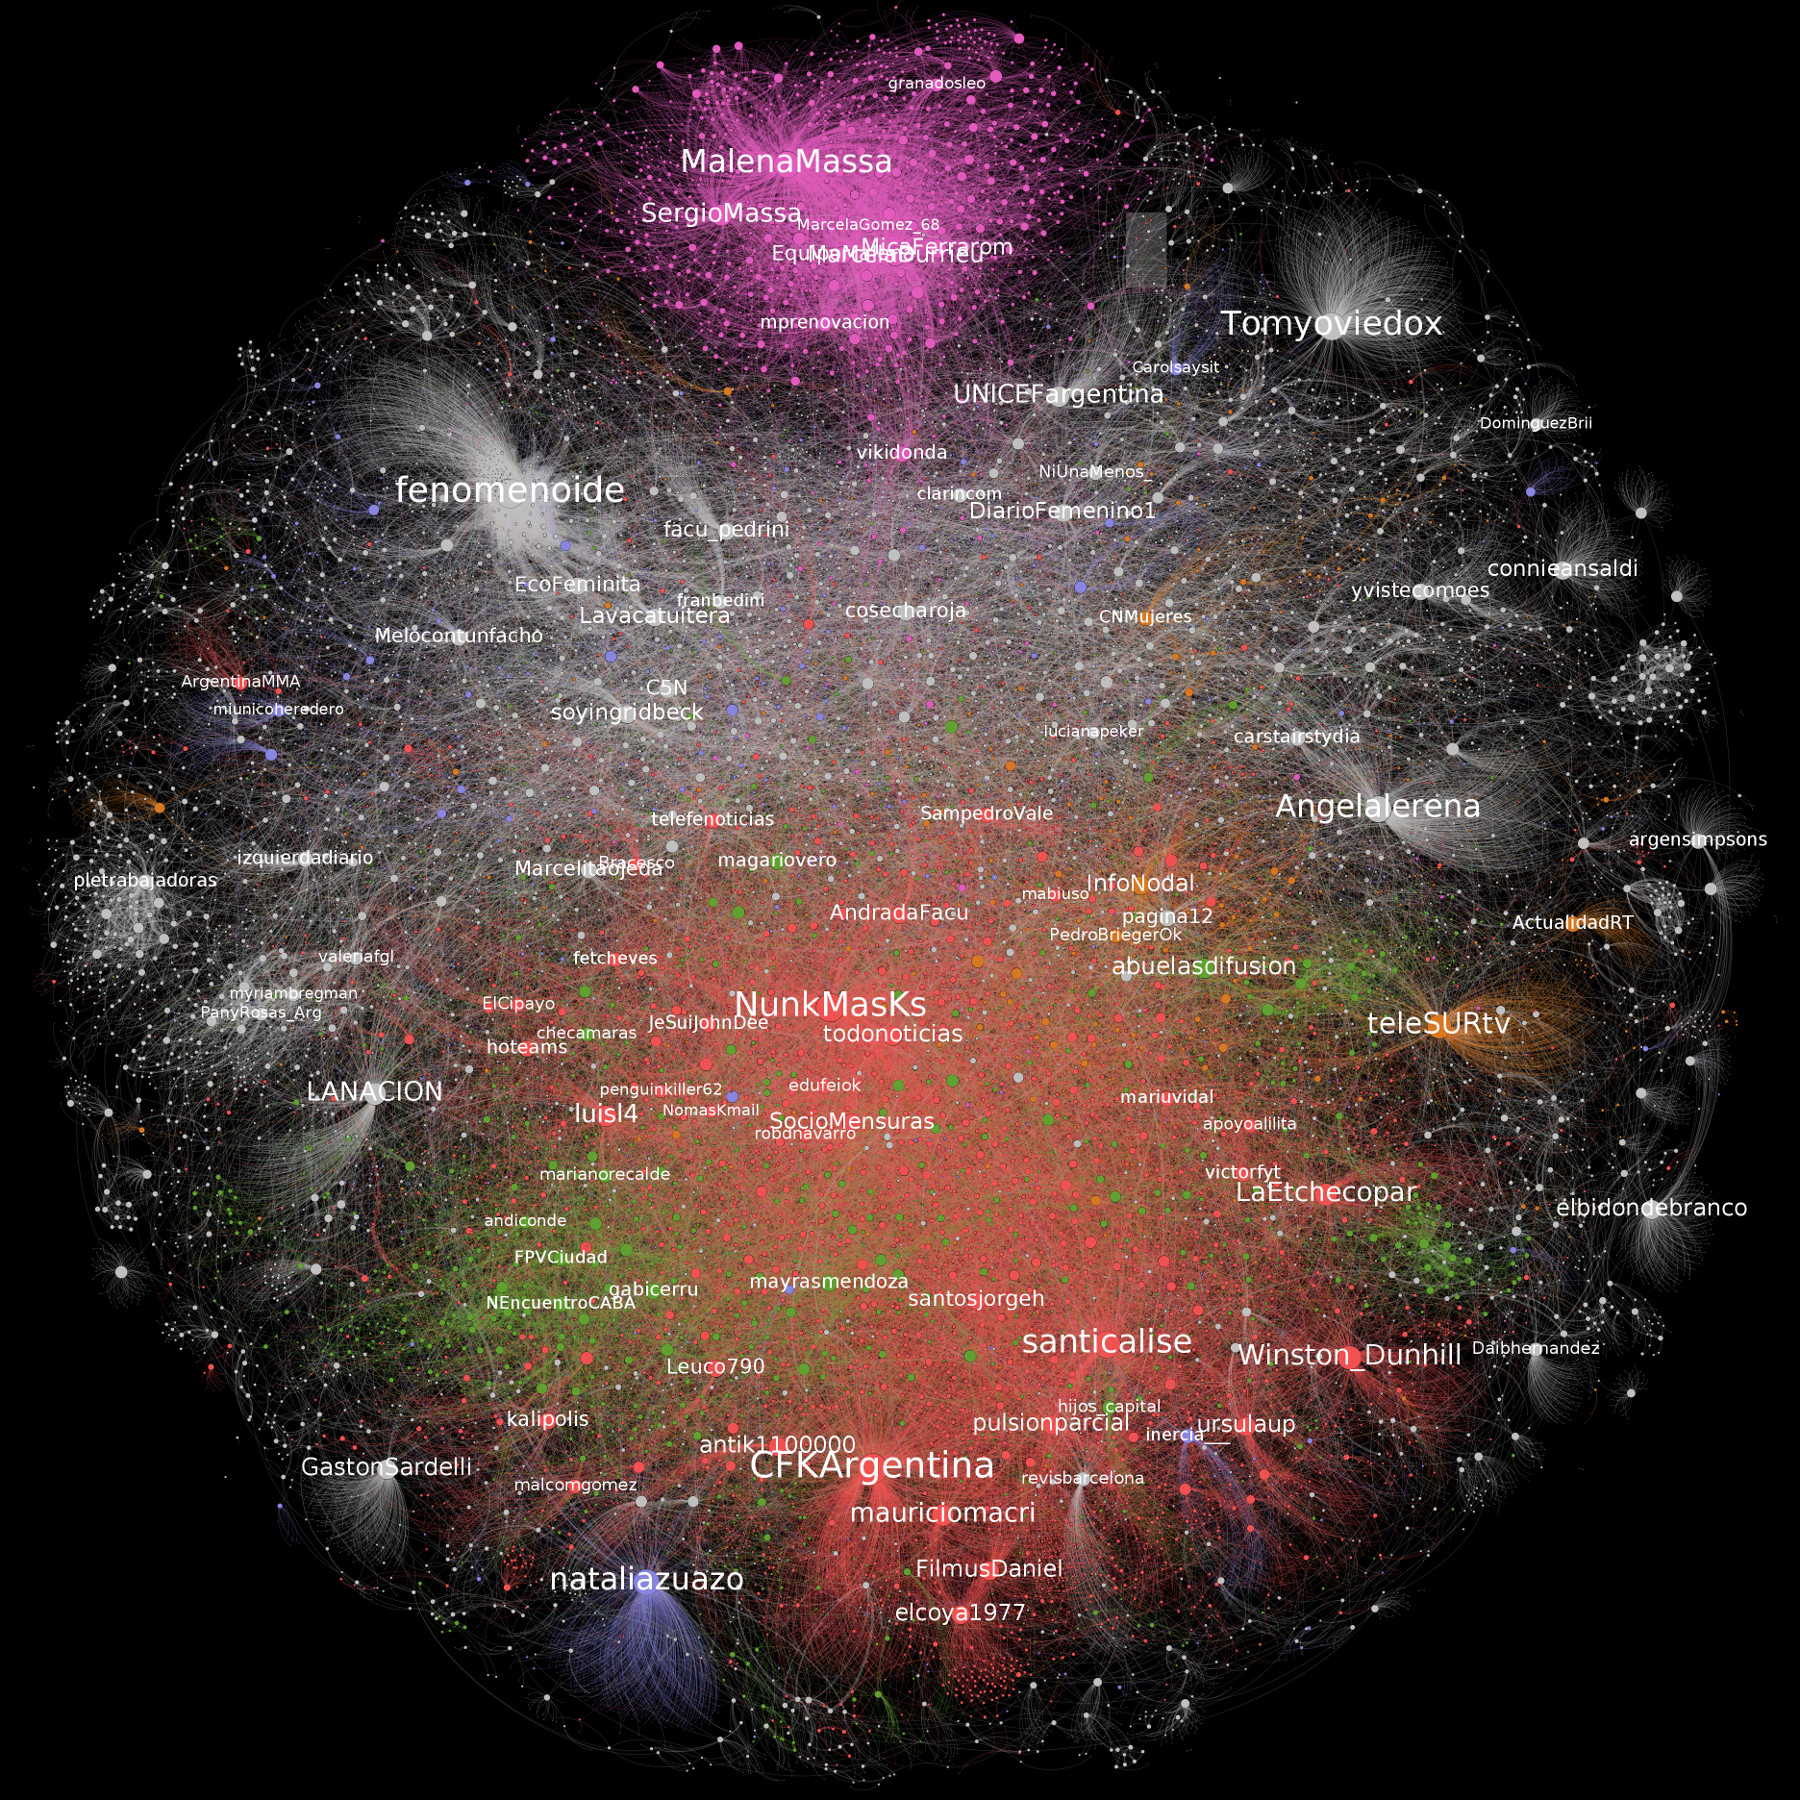 granadosleo
MalenaMassa
SergioMassa
MarcelaGomez_68
MicaFerrarom
MarcelaDurrieu
mprenovacion
Tomyoviedox
Carolsaysit
UNICEFargentina
DominguezBrii
vikidonda
NiUnaMenos_
fenomenoide
clarincom
DiarioFemenino1
facu_pedrini
connieansaldi
EcoFeminita
yvistecomoes
franbedini
cosecharoja
Lavacatuitera
CNMujeres
Melocontunfacho
ArgentinaMMA
C5N
miunicoheredero
soyingridbeck
lucianapeker
carstairstydia
Angelalerena
SampedroVale
telefenoticias
argensimpsons
izquierdadiario
magariovero
Bracesco
Marcelitaojeda
pletrabajadoras
InfoNodal
mabiuso
AndradaFacu
pagina12
ActualidadRT
PedroBriegerOk
valeriafgl
fetcheves
abuelasdifusion
myriambregman
ElCipayo
NunkMasKs
PanyRosas_Arg
JeSuiJohnDee
teleSURtv
checamaras
todonoticias
hoteams
LANACION
penguinkiller62
edufeiok
mariuvidal
luisl4
NomasKmail
SocioMensuras
apoyoalilita
robdnavarro
marianorecalde
victorfyt
LaEtchecopar
elbidondebranco
andiconde
FPVCiudad
mayrasmendoza
gabicerru
NEncuentroCABA
santosjorgeh
santicalise
Winston_Dunhill
Daibhernandez
Leuco790
hijos_capital
kalipolis
pulsionparcial
ursulaup
inercia__
antik1100000
CFKArgentina
GastonSardelli
revisbarcelona
malcomgomez
mauriciomacri
FilmusDaniel
nataliazuazo
elcoya1977